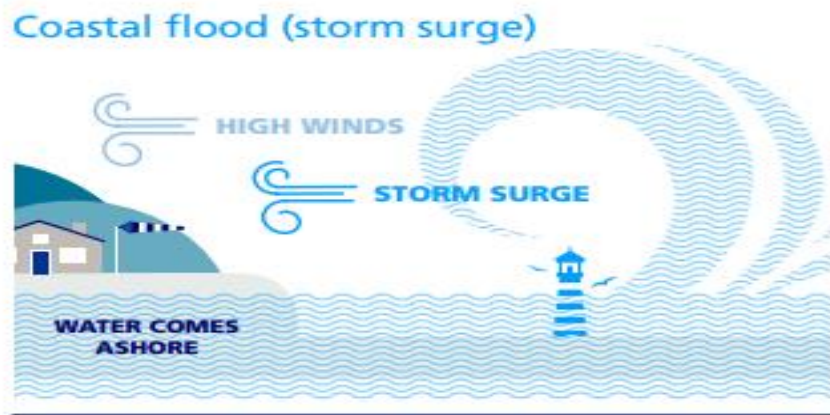 Coastal flood (storm surge)
HIGH WINDS
STORM SURGE
WATER COMES
ASHORE